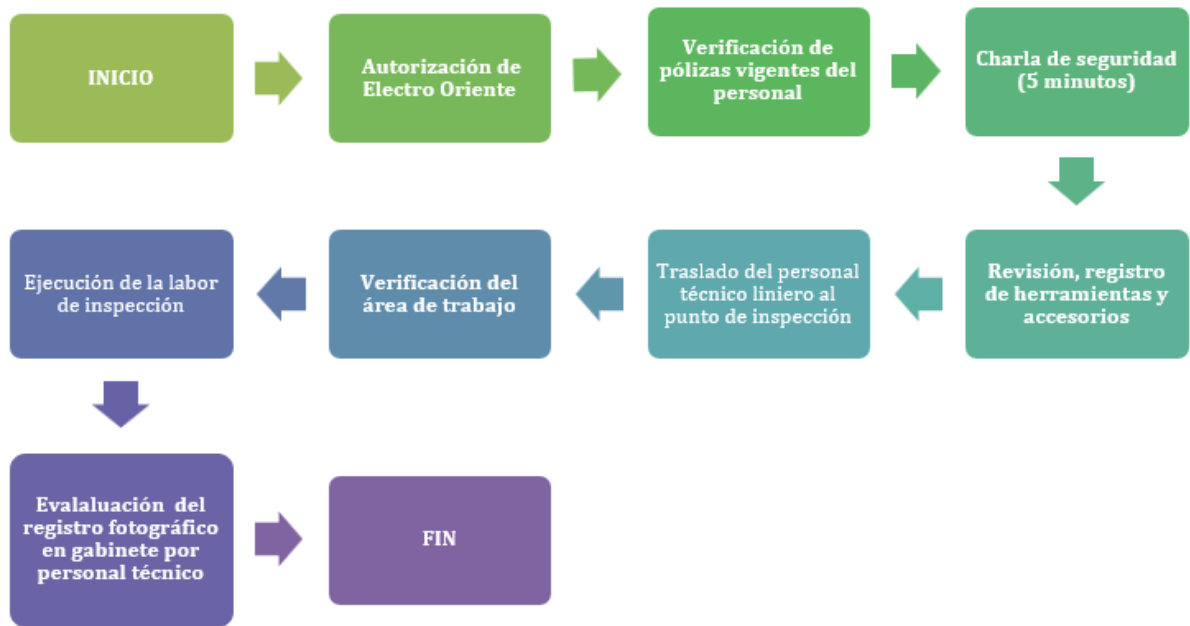 INICIO
Autorización de
Electro Oriente
Verificación de
pólizas vigentes del
personal
Charla de seguridad
(5 minutos)
Revisión, registro
de herramientas y
accesorios
Traslado del personal
técnico liniero al
punto de inspección
Verificación del
área de trabajo
Ejecución de la labor
de inspección
Evalaluación del
registro fotográfico
en gabinete por
personal técnico
FIN